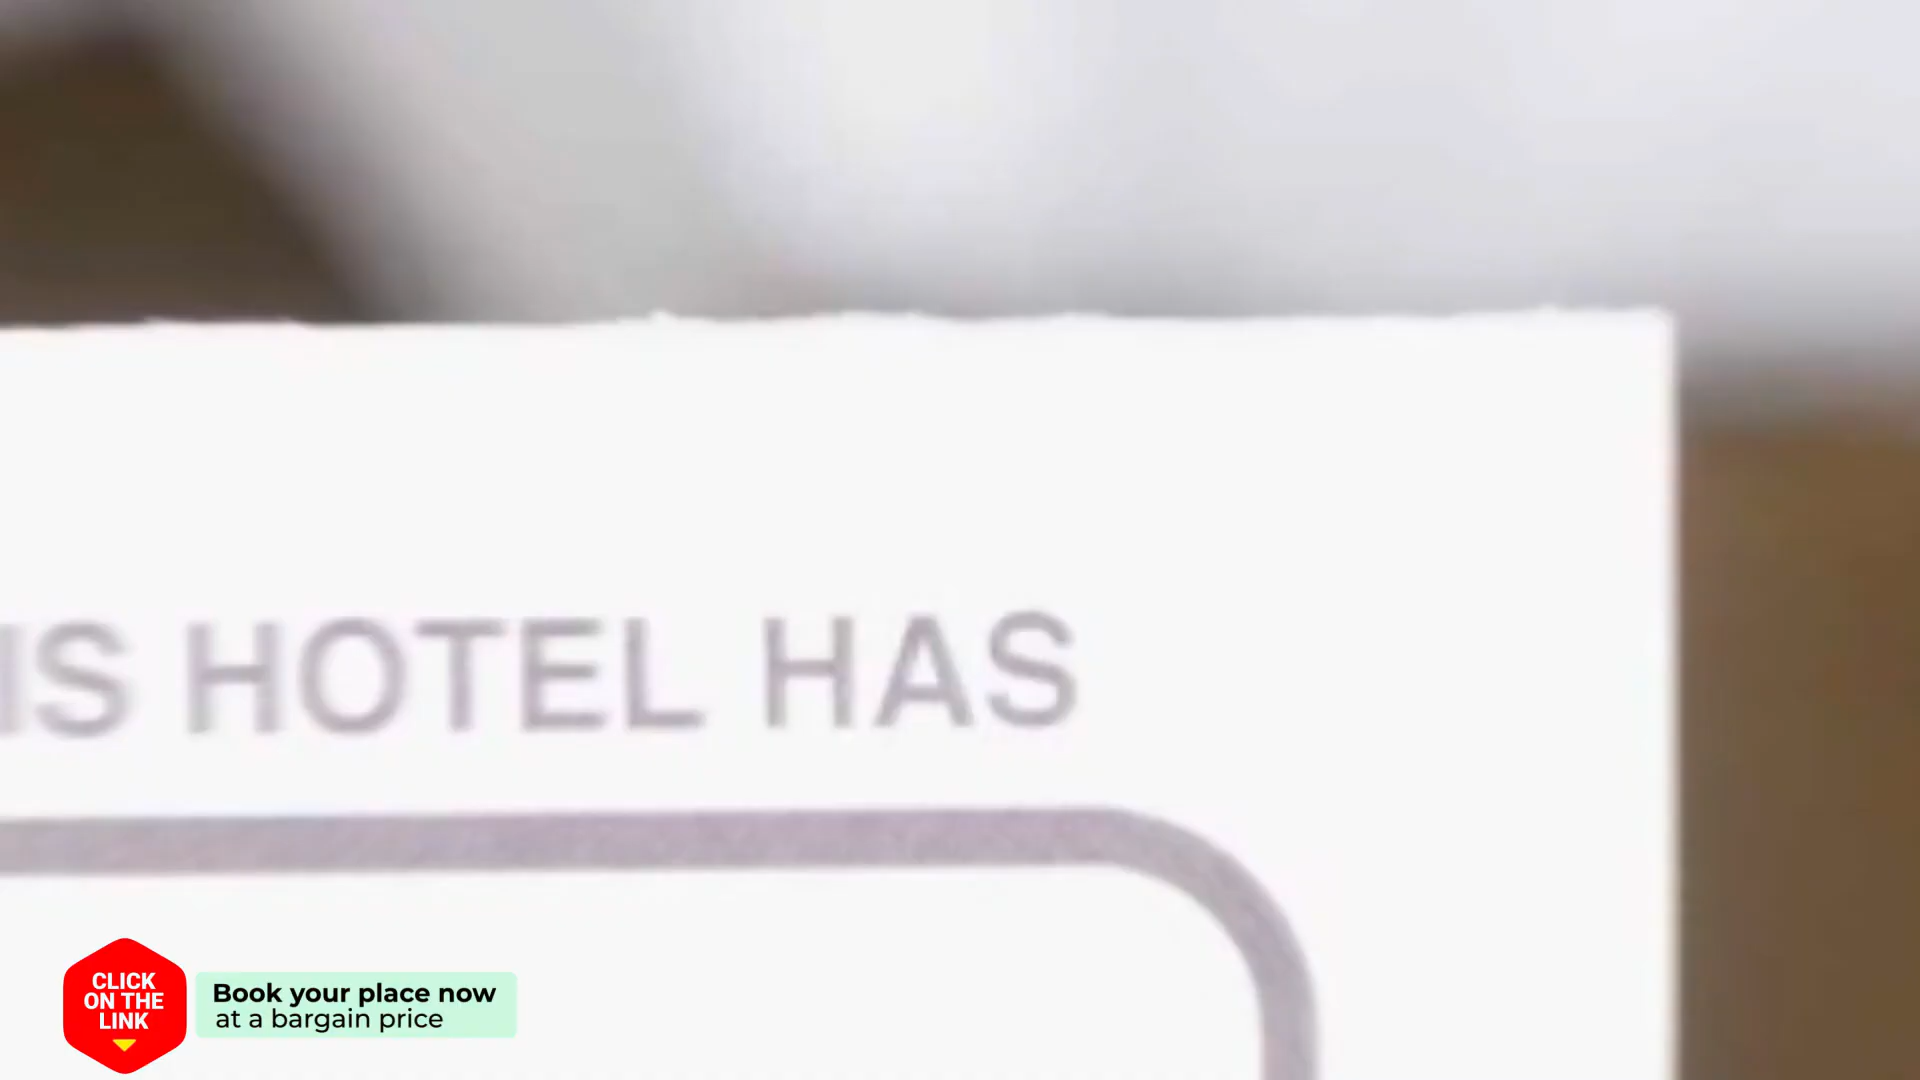 IS HOTEL HAS
CLICK
ON THE
LINK
Book your place now
at a bargain price